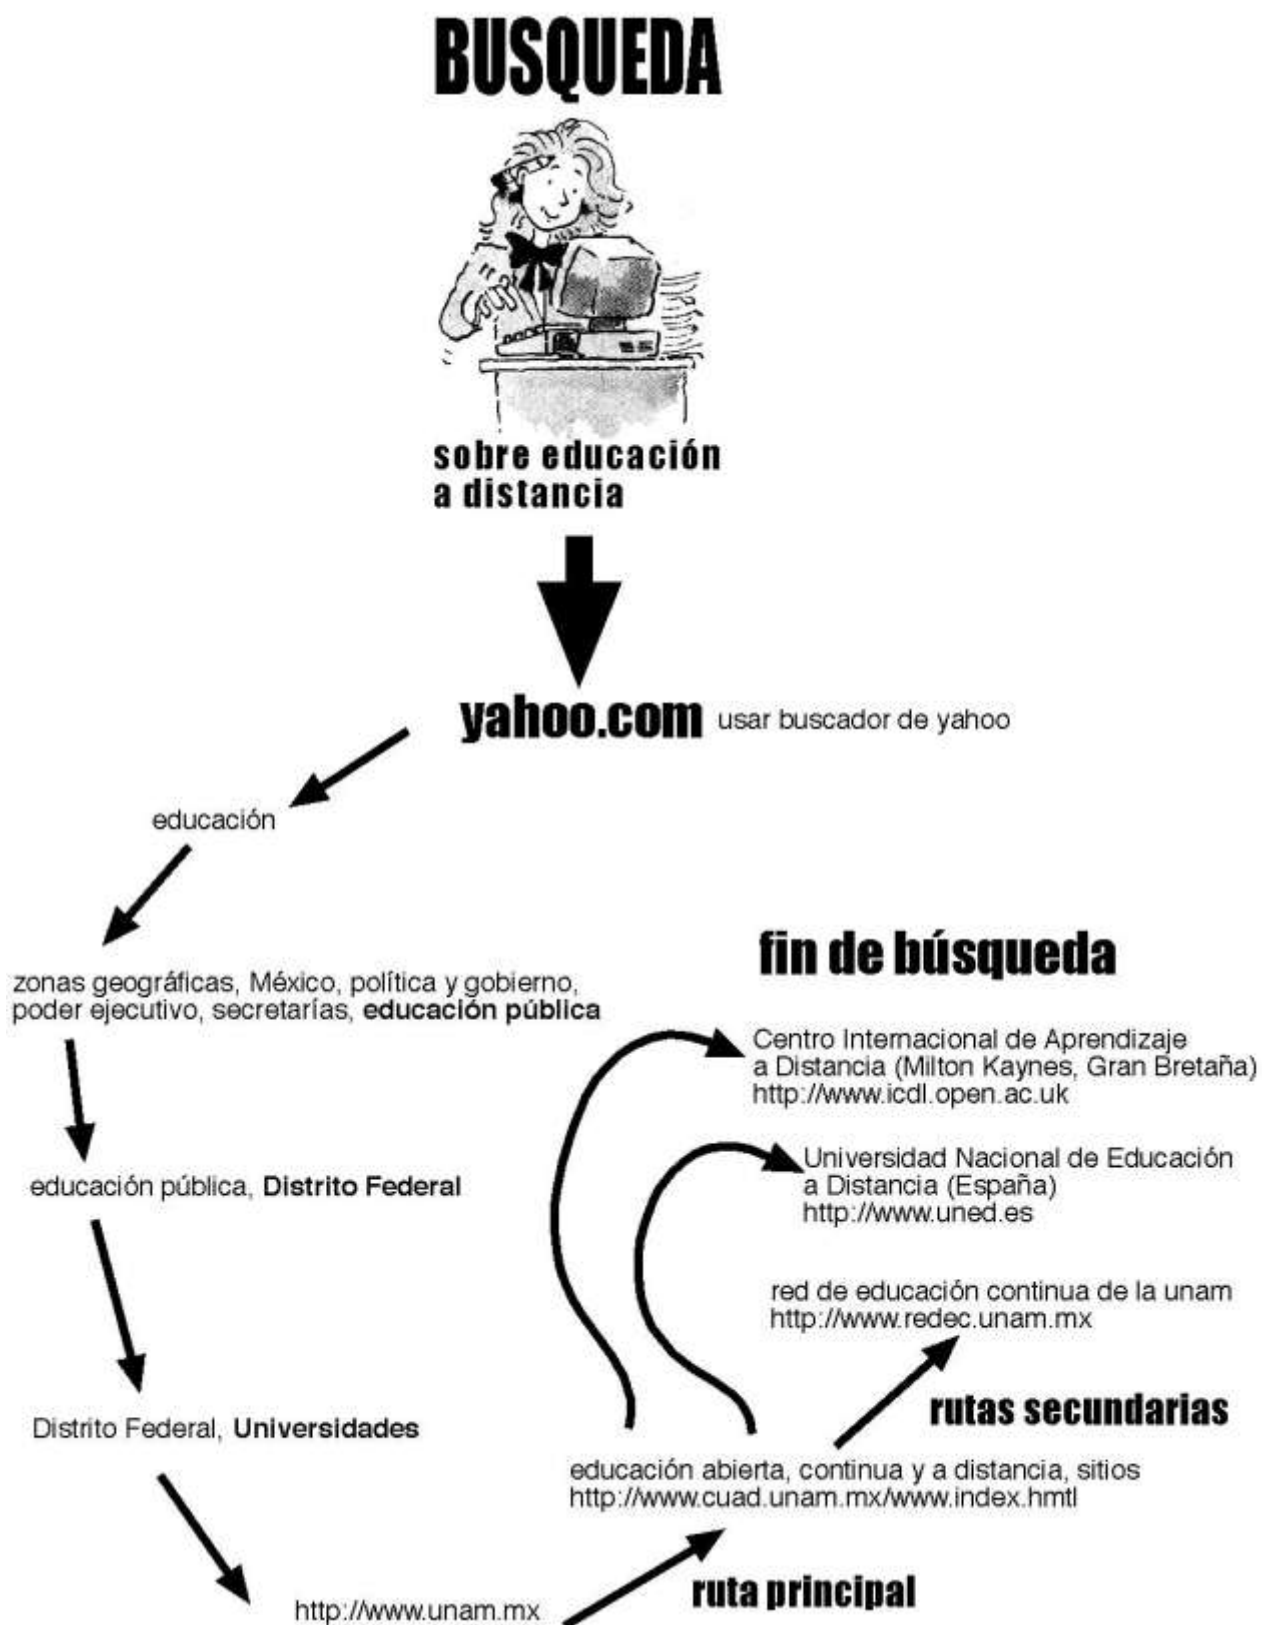 BUSQUEDA
sobre educación
a distancia
yahoo.com usar buscador de yahoo
educación
zonas geográficas, México, política y gobierno,
poder ejecutivo, secretarías, educación pública
educación pública, Distrito Federal
Distrito Federal, Universidades
http://www.unam.mx
ruta principal
educación abierta, continua y a distancia, sitios
http://www.cuad.unam.mx/www.index.hmtl
rutas secundarias
red de educación continua de la unam
http://www.redec.unam.mx
Universidad Nacional de Educación
a Distancia (España)
http://www.uned.es
Centro Internacional de Aprendizaje
a Distancia (Milton Kaynes, Gran Bretaña)
http://www.icdl.open.ac.uk
fin de búsqueda